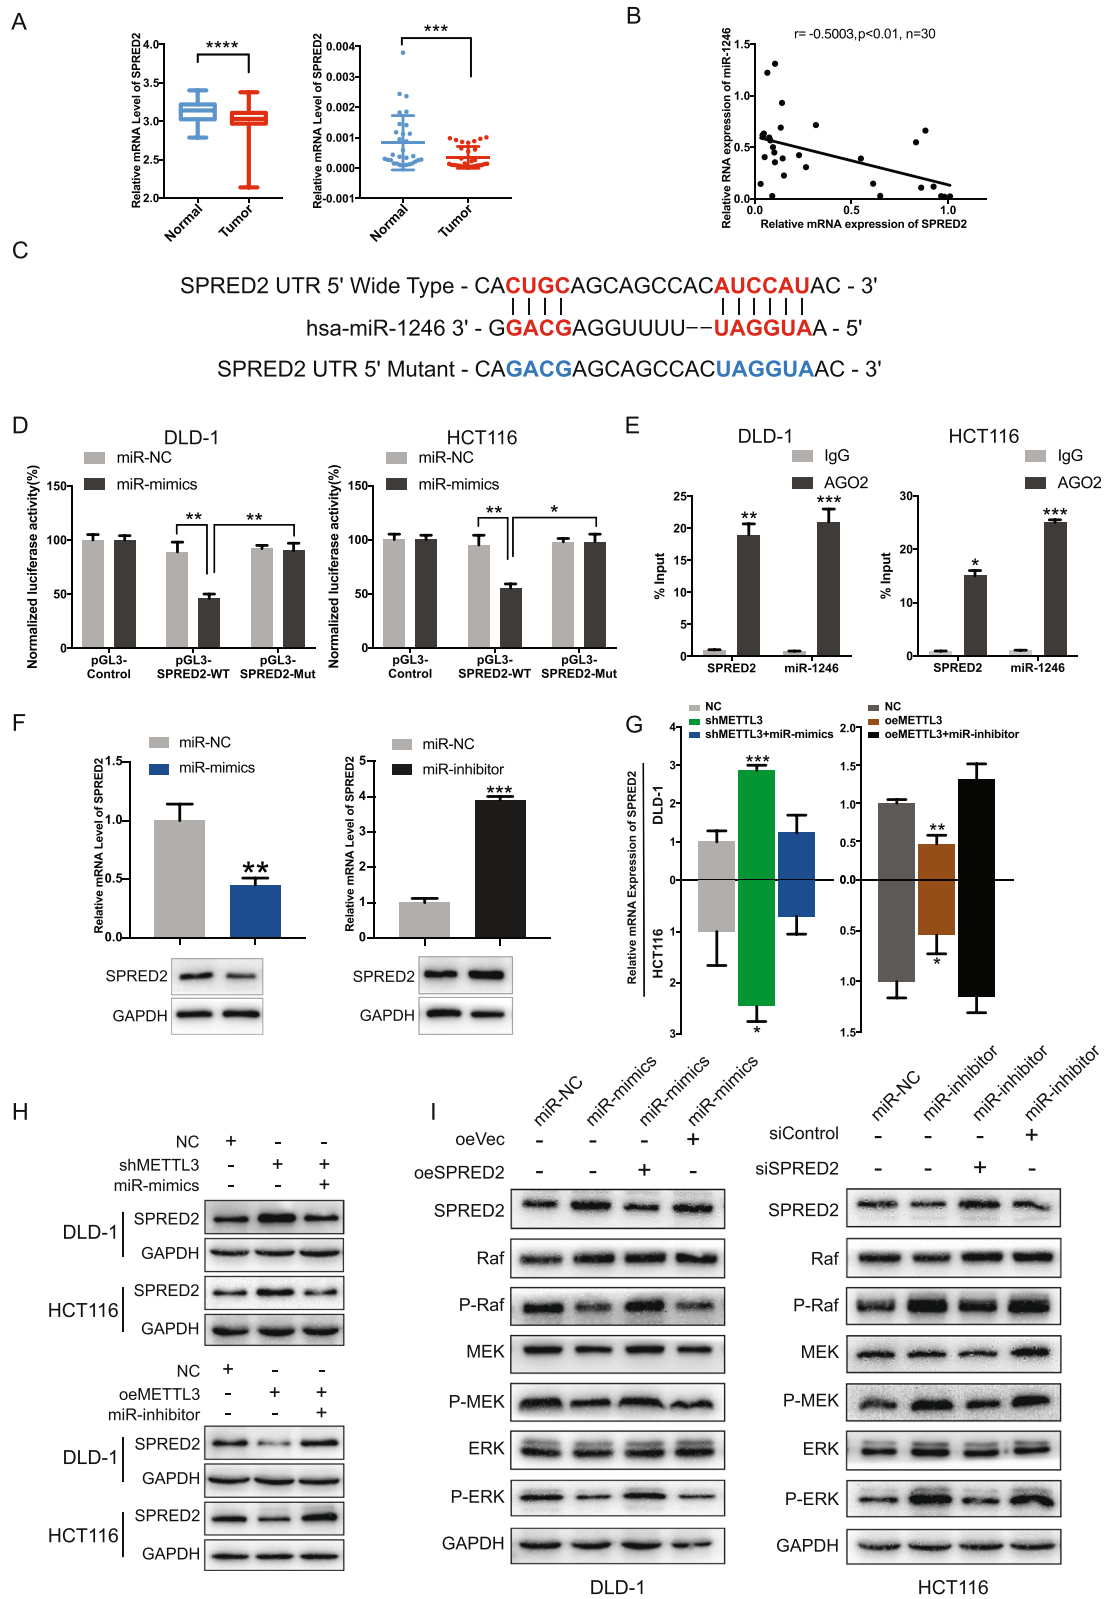 A
Relative mRNA Level of SPRED2
4.0
3.5
3.0
2.5
2.0
****
Normal
Tumor
Relative mRNA Level of SPRED2
0.004
0.003
0.002
0.001
0.000
-0.001
***
Normal
Tumor
B
r= -0.5003,p<0.01, n=30
Relative RNA expression of miR-1246
1.5
1.0
0.5
0.0
0.0 0.5 1.0
Relative mRNA expression of SPRED2
C
SPRED2 UTR 5' Wide Type - CACUGCAGCAGCCACAUCCAUAC - 3'
hsa-miR-1246 3' - GGACGAGGUUUU--UAGGUAA - 5'
SPRED2 UTR 5' Mutant - CAGACGAGCAGCCACUAGGUAAC - 3'
D
DLD-1
miR-NC
miR-mimics
Normalized luciferase activity(%)
150
100
50
0
** **
pGL3-Control
pGL3-SPRED2-WT
pGL3-SPRED2-Mut
HCT116
miR-NC
miR-mimics
Normalized luciferase activity(%)
150
100
50
0
** *
pGL3-Control
pGL3-SPRED2-WT
pGL3-SPRED2-Mut
E
DLD-1
IgG
AGO2
% Input
25
20
15
10
5
0
** ***
SPRED2 miR-1246
HCT116
IgG
AGO2
% Input
30
20
10
0
* ***
SPRED2 miR-1246
F
miR-NC
miR-mimics
Relative mRNA Level of SPRED2
1.5
1.0
0.5
0.0
**
SPRED2
GAPDH
miR-NC
miR-inhibitor
Relative mRNA Level of SPRED2
5
4
3
2
1
0
***
SPRED2
GAPDH
G
NC
shMETTL3
shMETTL3+miR-mimics
NC
oeMETTL3
oeMETTL3+miR-inhibitor
Relative mRNA Expression of SPRED2
DLD-1
HCT116
4
3
2
1
0
1
2
3
***
*
2.0
1.5
1.0
0.5
0.0
0.5
1.0
1.5
**
*
H
NC + - -
shMETTL3 - + +
miR-mimics - - +
DLD-1
SPRED2
GAPDH
HCT116
SPRED2
GAPDH
NC + - -
oeMETTL3 - + +
miR-inhibitor - - +
DLD-1
SPRED2
GAPDH
HCT116
SPRED2
GAPDH
I
miR-NC miR-mimics miR-mimics miR-mimics
oeVec - - - +
oeSPRED2 - - + -
SPRED2
Raf
P-Raf
MEK
P-MEK
ERK
P-ERK
GAPDH
DLD-1
miR-NC miR-inhibitor miR-inhibitor miR-inhibitor
siControl - - - +
siSPRED2 - - + -
SPRED2
Raf
P-Raf
MEK
P-MEK
ERK
P-ERK
GAPDH
HCT116